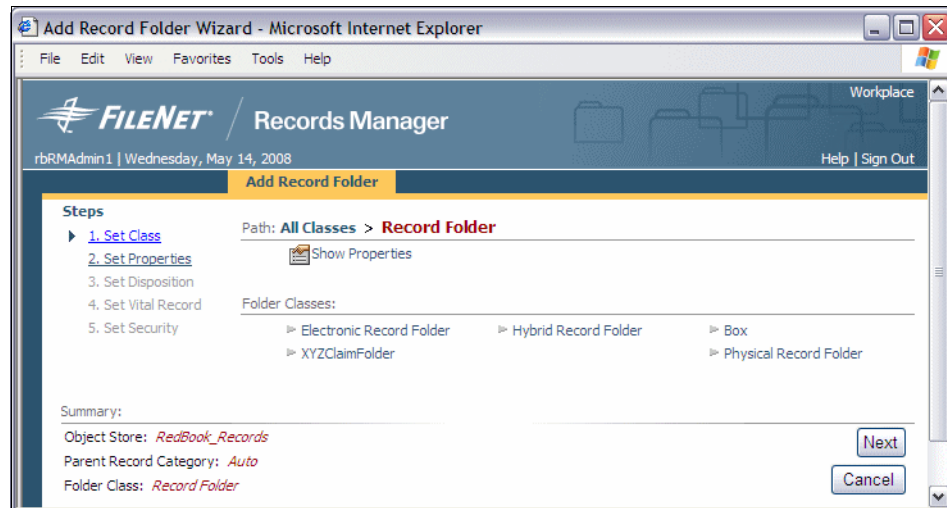 Add Record Folder Wizard - Microsoft Internet Explorer
File Edit View Favorites Tools Help
Workplace
FILENET Records Manager
rbRMAdmin1 | Wednesday, May 14, 2008 Help | Sign Out
Add Record Folder
Steps
1. Set Class
2. Set Properties
3. Set Disposition
4. Set Vital Record
5. Set Security
Path: All Classes > Record Folder
Show Properties
Folder Classes:
Electronic Record Folder Hybrid Record Folder Box
XYZClaimFolder Physical Record Folder
Summary:
Object Store: RedBook_Records
Parent Record Category: Auto
Folder Class: Record Folder
Next
Cancel